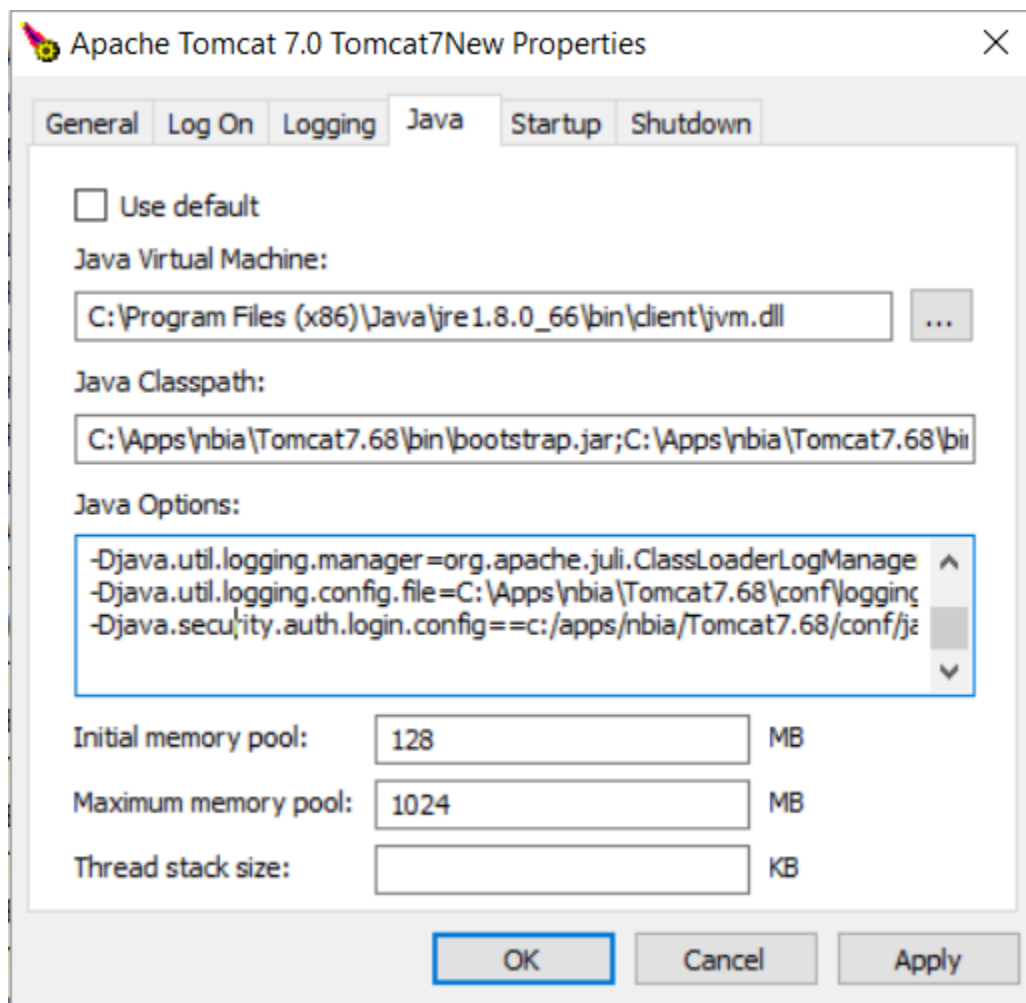 Apache Tomcat 7.0 Tomcat7New Properties
General Log On Logging Java Startup Shutdown
Use default
Java Virtual Machine:
C:\Program Files (x86)\Java\jre1.8.0_66\bin\client\jvm.dll
...
Java Classpath:
C:\Apps\nbia\Tomcat7.68\bin\bootstrap.jar;C:\Apps\nbia\Tomcat7.68\bin
Java Options:
-Djava.util.logging.manager=org.apache.juli.ClassLoaderLogManage
-Djava.util.logging.config.file=C:\Apps\nbia\Tomcat7.68\conf\logging
-Djava.security.auth.login.config==c:/apps/nbia/Tomcat7.68/conf/ja
Initial memory pool: 128 MB
Maximum memory pool: 1024 MB
Thread stack size: KB
OK Cancel Apply